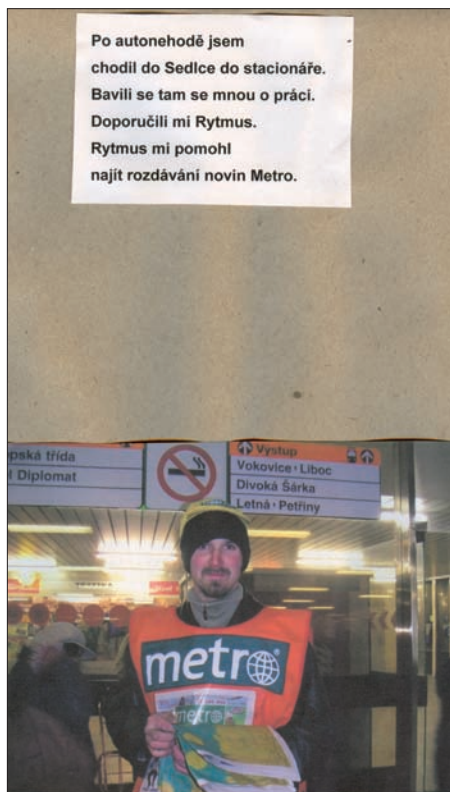 Po autonehodě jsem
chodil do Sedlce do stacionáře.
Bavili se tam se mnou o práci.
Doporučili mi Rytmus.
Rytmus mi pomohl
najít rozdávání novin Metro.
pská třída
l Diplomat
Výstup
Vokovice · Liboc
Divoká Šárka
Letná · Petřiny
metro
metro